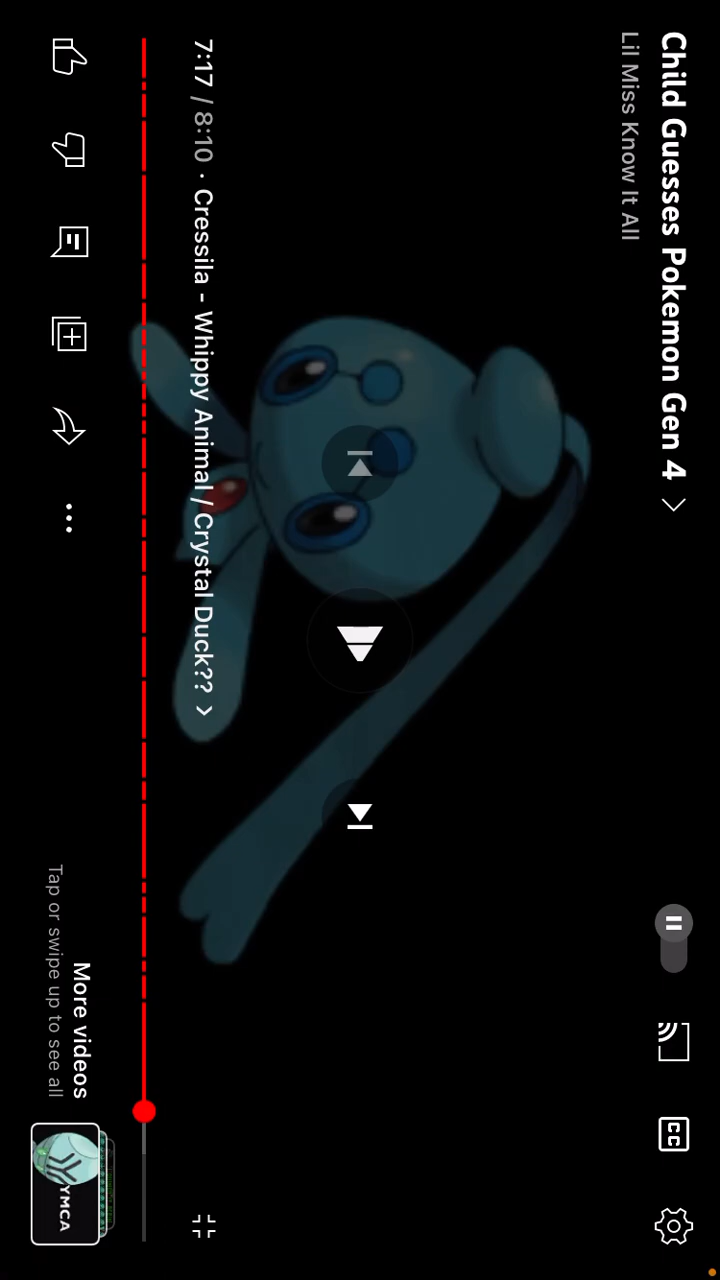 Child Guesses Pokemon Gen 4
Lil Miss Know It All
CC
7:17 / 8:10 · Cressila - Whippy Animal / Crystal Duck??
More videos
Tap or swipe up to see all
YMCA